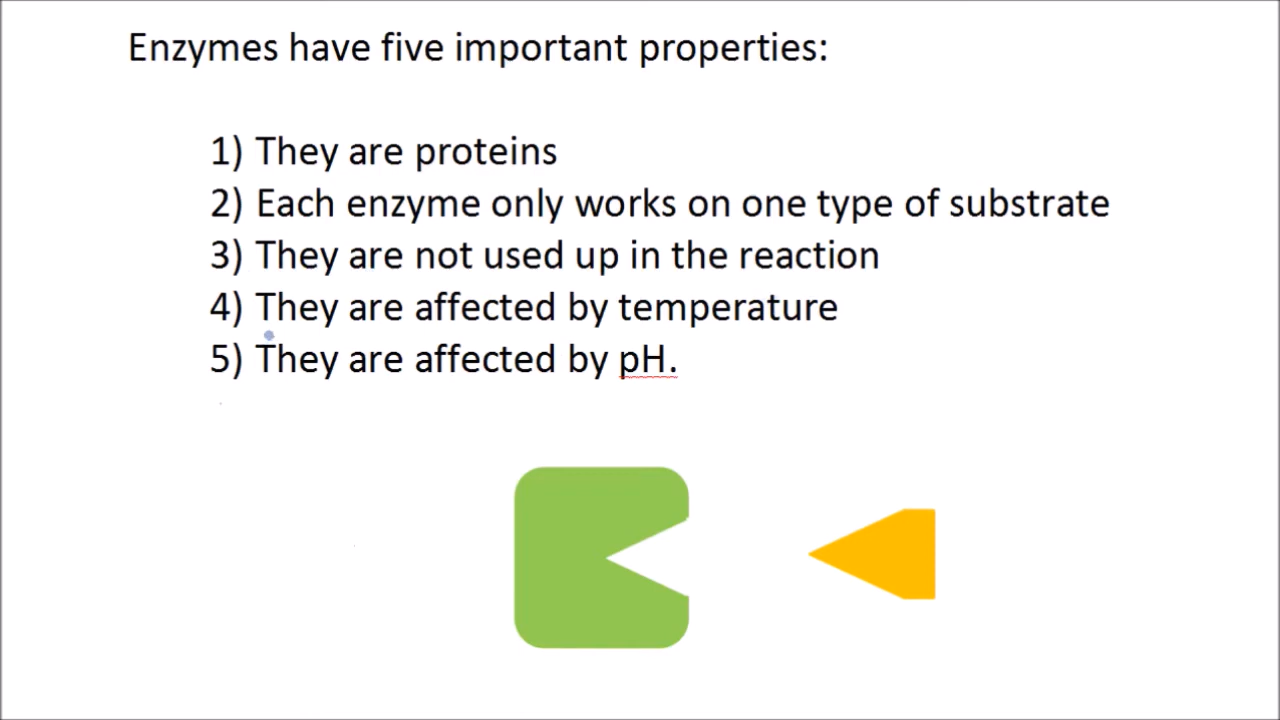 Enzymes have five important properties:
1) They are proteins
2) Each enzyme only works on one type of substrate
3) They are not used up in the reaction
4) They are affected by temperature
5) They are affected by pH.